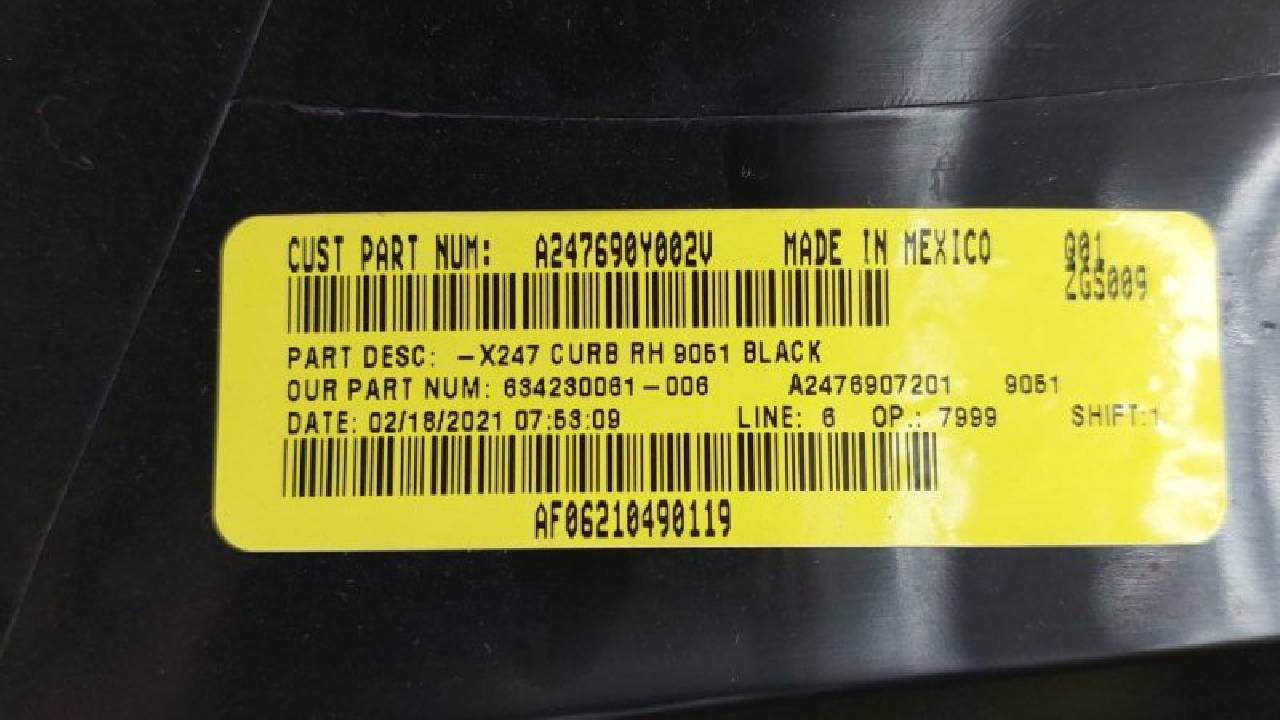 CUST PART NUM: A247690Y002V MADE IN MEXICO Q01
ZGS009
PART DESC: -X247 CURB RH 9051 BLACK
OUR PART NUM: 634230061-006 A2476907201 9051
DATE: 02/18/2021 07:53:09 LINE: 6 OP.: 7999 SHIFT:1
AF06210490119